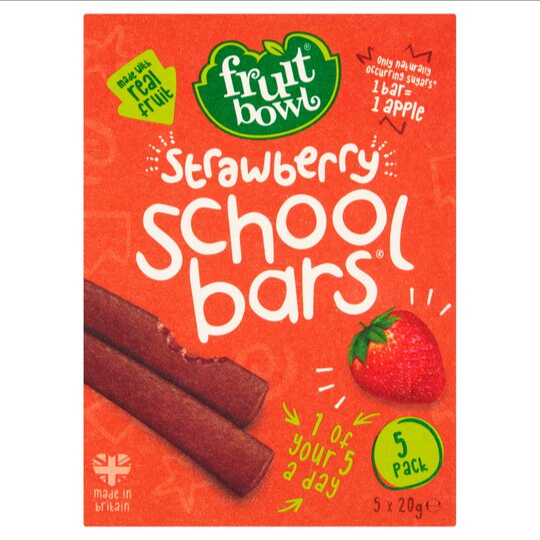 made with
real
fruit
fruit
bowl®
only naturally
occurring sugars*
1 bar =
1 apple
Strawberry
School
bars®
1 of
your 5
a day
5
Pack
made in
britain
5 x 20g ℮